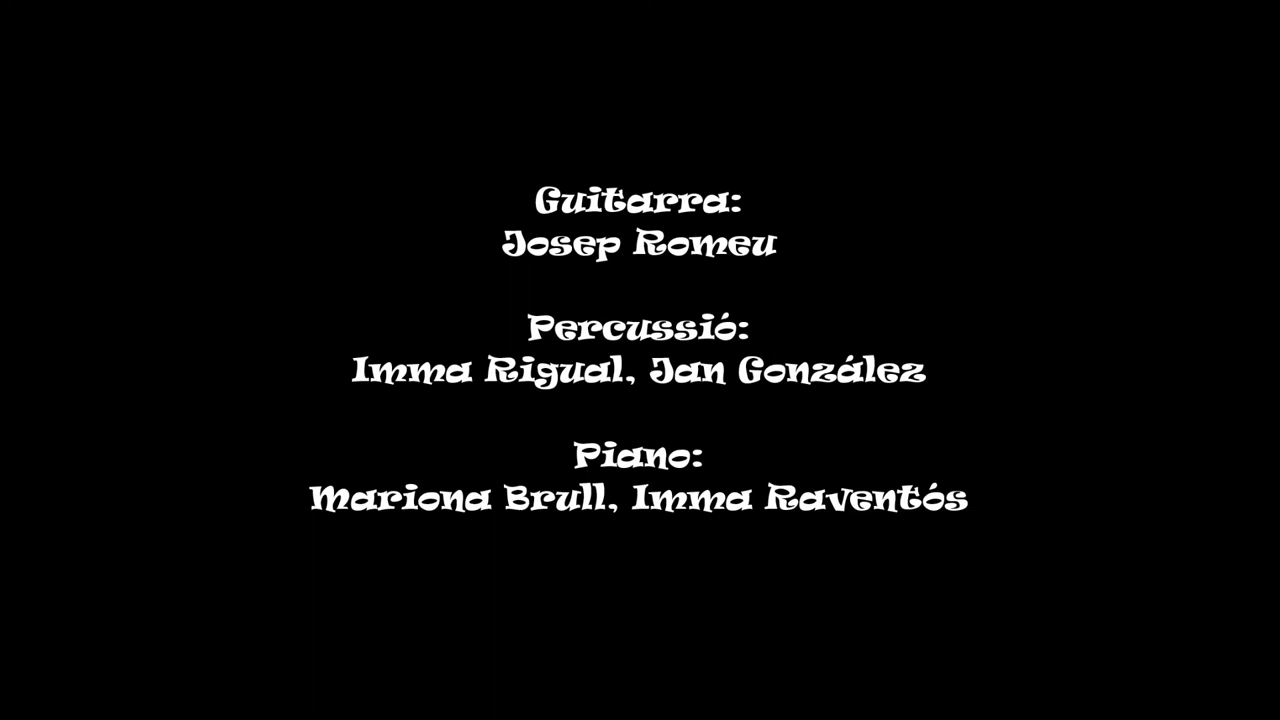 Guitarra:
Josep Romeu
Percussió:
Imma Rigual, Jan González
Piano:
Mariona Brull, Imma Raventós